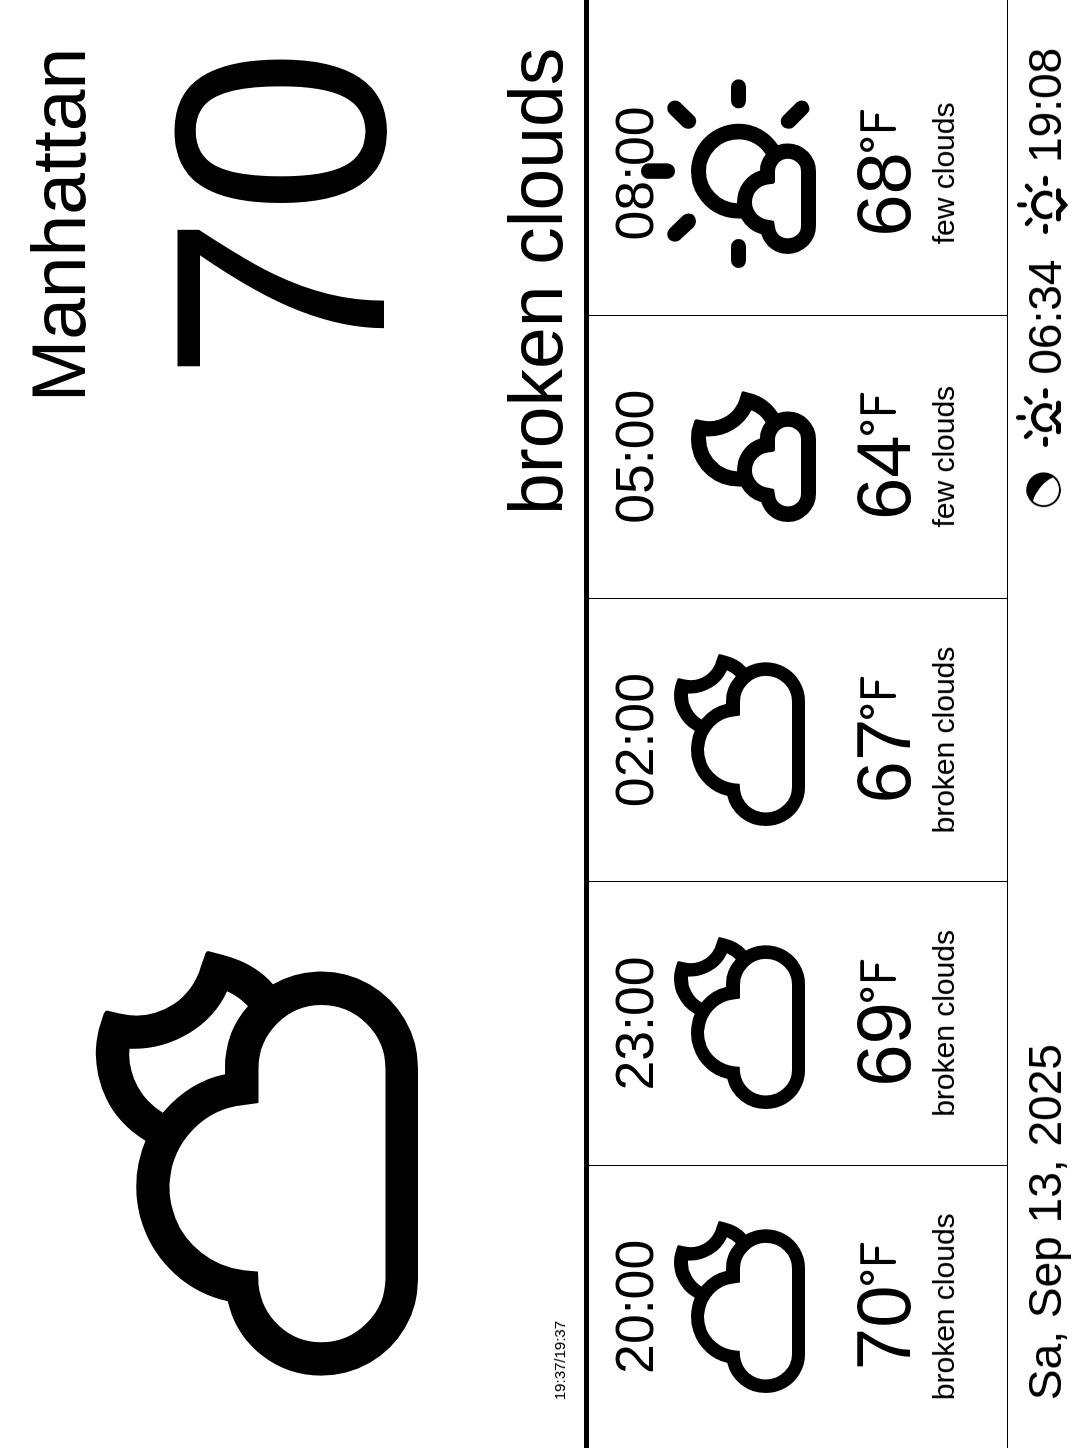 Manhattan
70
broken clouds
19:37/19:37
20:00 23:00 02:00 05:00 08:00
70°F 69°F 67°F 64°F 68°F
broken clouds broken clouds broken clouds few clouds few clouds
Sa, Sep 13, 2025 06:34 19:08